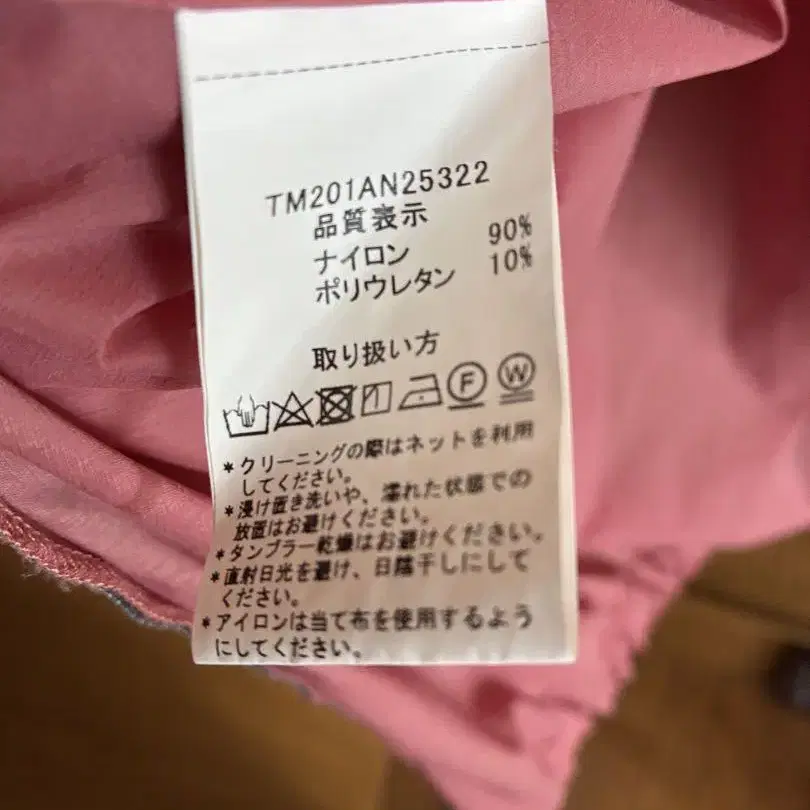 TM201AN25322
品質表示
ナイロン 90%
ポリウレタン 10%
取り扱い方
F W
*クリーニングの際はネットを利用
してください。
*浸け置き洗いや、濡れた状態での
放置はお避けください。
*タンブラー乾燥はお避けください。
*直射日光を避け、日陰干しにして
ください。
*アイロンは当て布を使用するよう
にしてください。